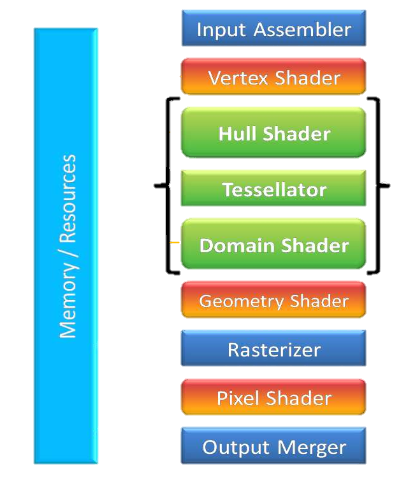 Memory / Resources
Input Assembler
Vertex Shader
Hull Shader
Tessellator
Domain Shader
Geometry Shader
Rasterizer
Pixel Shader
Output Merger